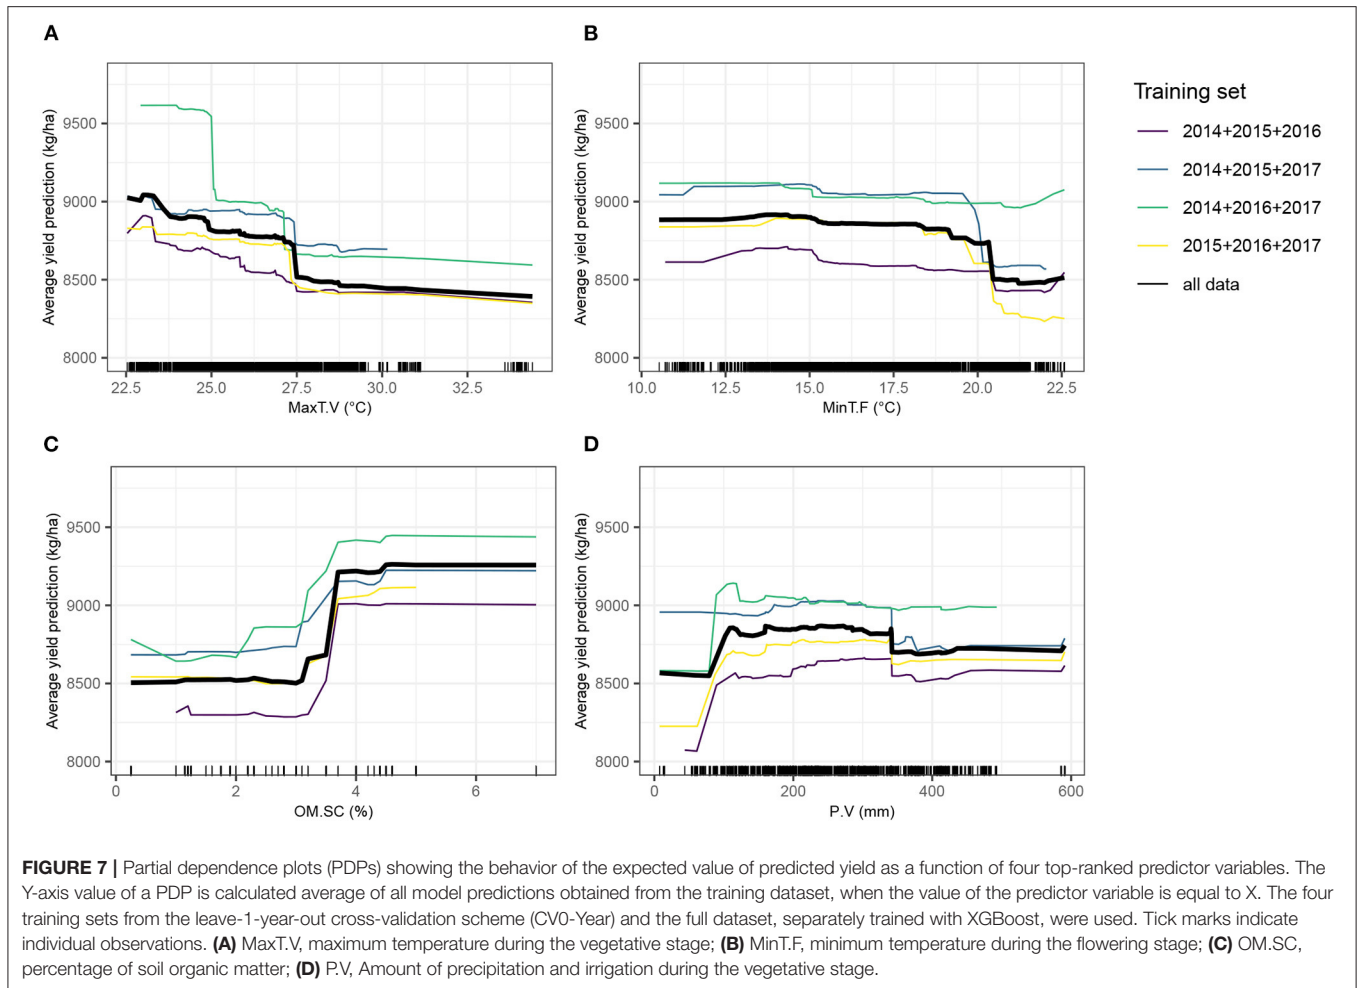 A
Average yield prediction (kg/ha)
9500
9000
8500
8000
22.5 25.0 27.5 30.0 32.5
MaxT.V (°C)
B
Average yield prediction (kg/ha)
9500
9000
8500
8000
10.0 12.5 15.0 17.5 20.0 22.5
MinT.F (°C)
Training set
2014+2015+2016
2014+2015+2017
2014+2016+2017
2015+2016+2017
all data
C
Average yield prediction (kg/ha)
9500
9000
8500
8000
0 2 4 6
OM.SC (%)
D
Average yield prediction (kg/ha)
9500
9000
8500
8000
0 200 400 600
P.V (mm)
FIGURE 7 | Partial dependence plots (PDPs) showing the behavior of the expected value of predicted yield as a function of four top-ranked predictor variables. The
Y-axis value of a PDP is calculated average of all model predictions obtained from the training dataset, when the value of the predictor variable is equal to X. The four
training sets from the leave-1-year-out cross-validation scheme (CV0-Year) and the full dataset, separately trained with XGBoost, were used. Tick marks indicate
individual observations. (A) MaxT.V, maximum temperature during the vegetative stage; (B) MinT.F, minimum temperature during the flowering stage; (C) OM.SC,
percentage of soil organic matter; (D) P.V, Amount of precipitation and irrigation during the vegetative stage.